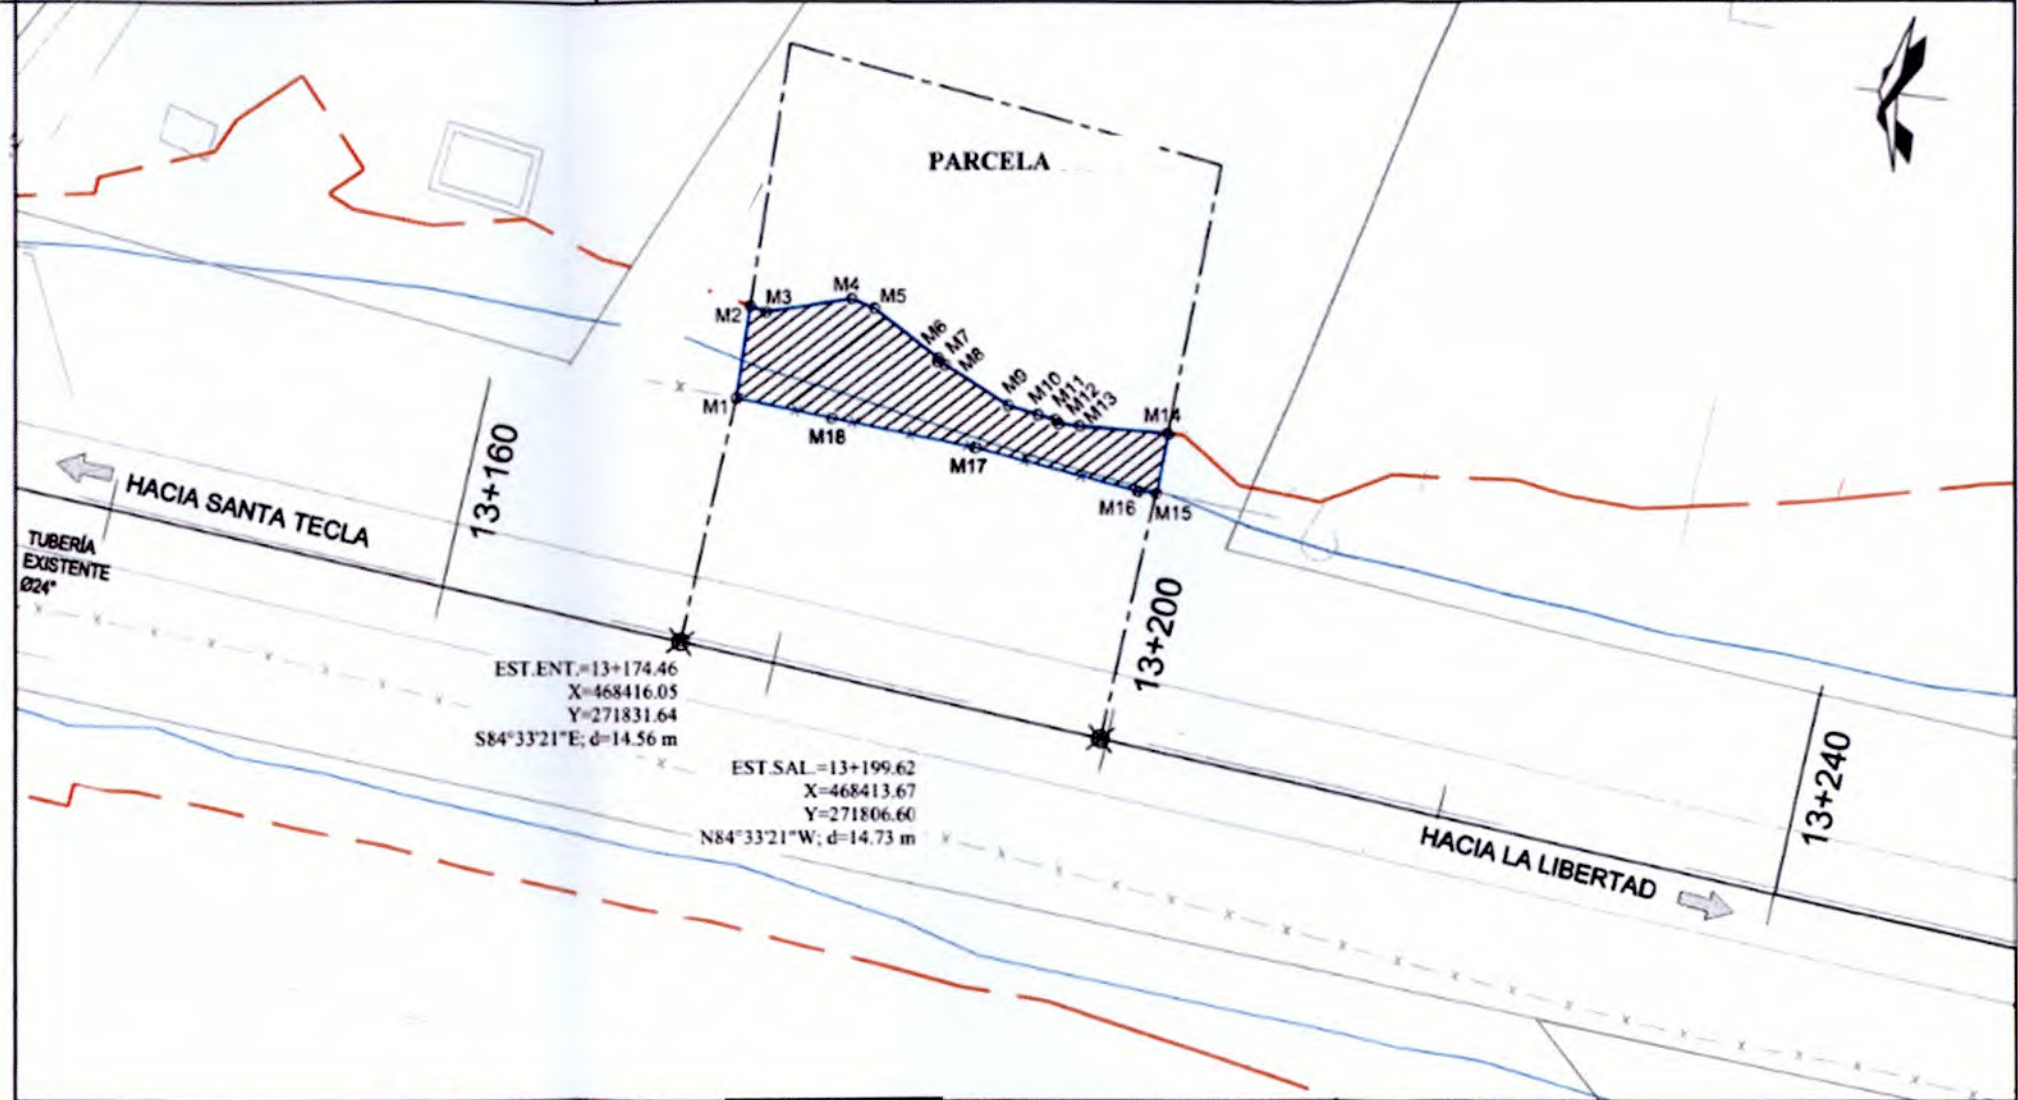 PARCELA
M1
M2
M3
M4
M5
M6
M7
M8
M9
M10
M11
M12
M13
M14
M15
M16
M17
M18
13+160
HACIA SANTA TECLA
TUBERÍA
EXISTENTE
Ø24"
EST.ENT.=13+174.46
X=468416.05
Y=271831.64
S84°33'21"E; d=14.56 m
13+200
EST.SAL.=13+199.62
X=468413.67
Y=271806.60
N84°33'21"W; d=14.73 m
HACIA LA LIBERTAD
13+240